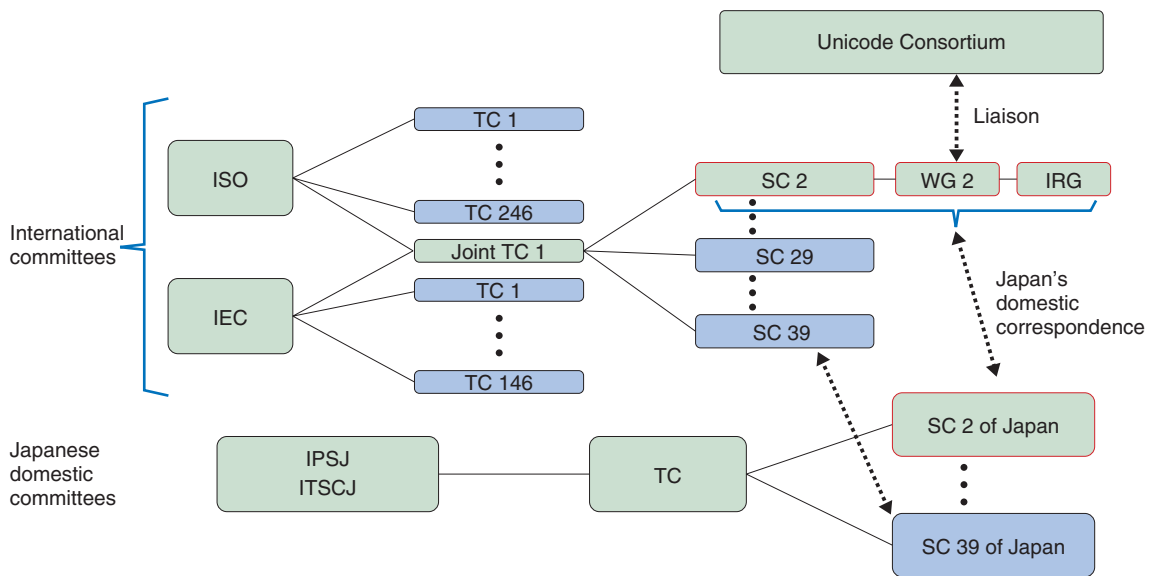 Unicode Consortium
Liaison
International
committees
ISO
IEC
TC 1
TC 246
Joint TC 1
TC 1
TC 146
SC 2
WG 2
IRG
SC 29
SC 39
Japan's
domestic
correspondence
Japanese
domestic
committees
IPSJ
ITSCJ
TC
SC 2 of Japan
SC 39 of Japan